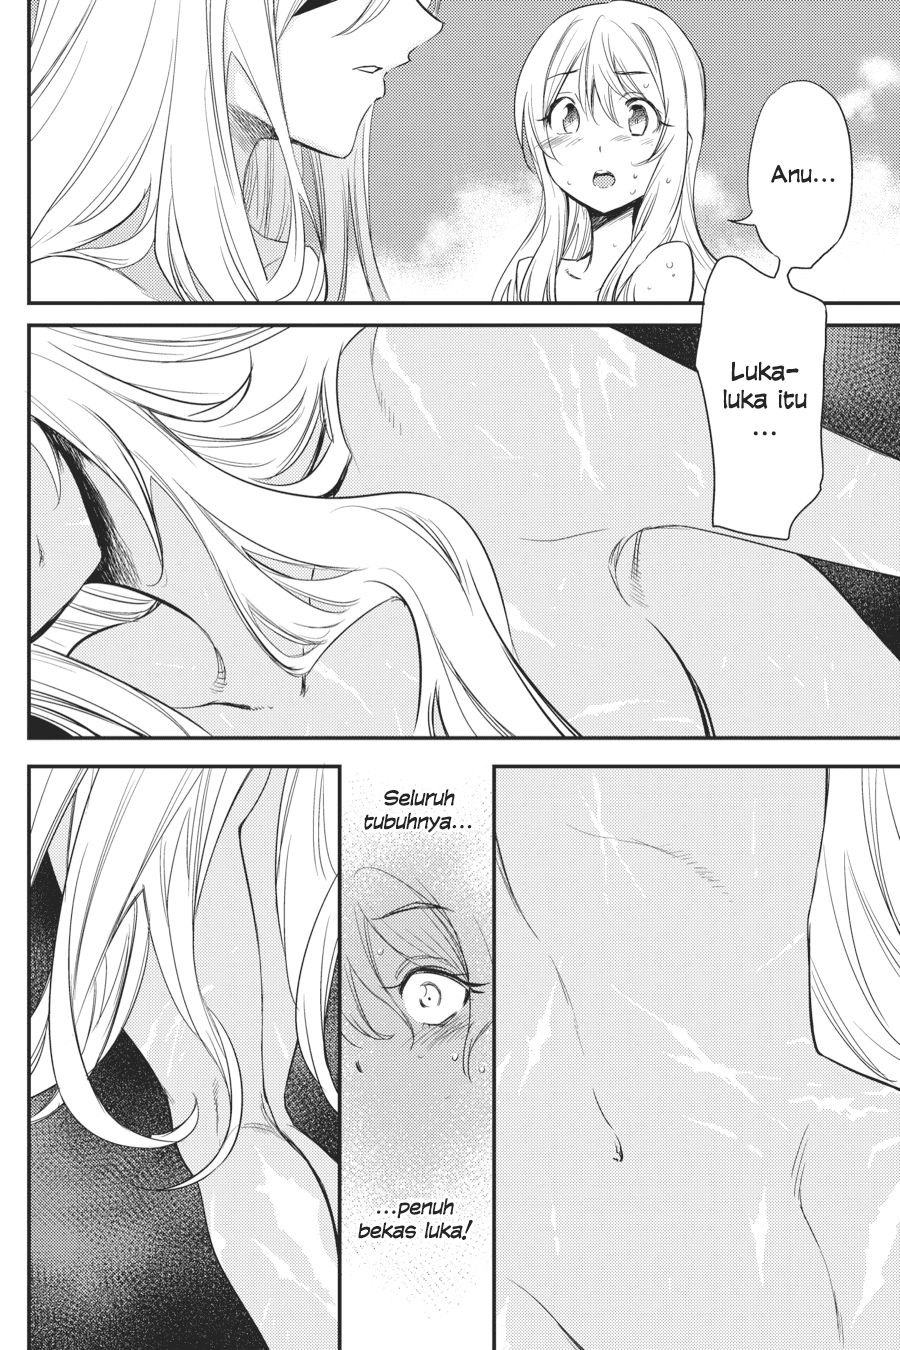 Anu...
Luka-
luka itu
...
Seluruh
tubuhnya...
...penuh
bekas luka!